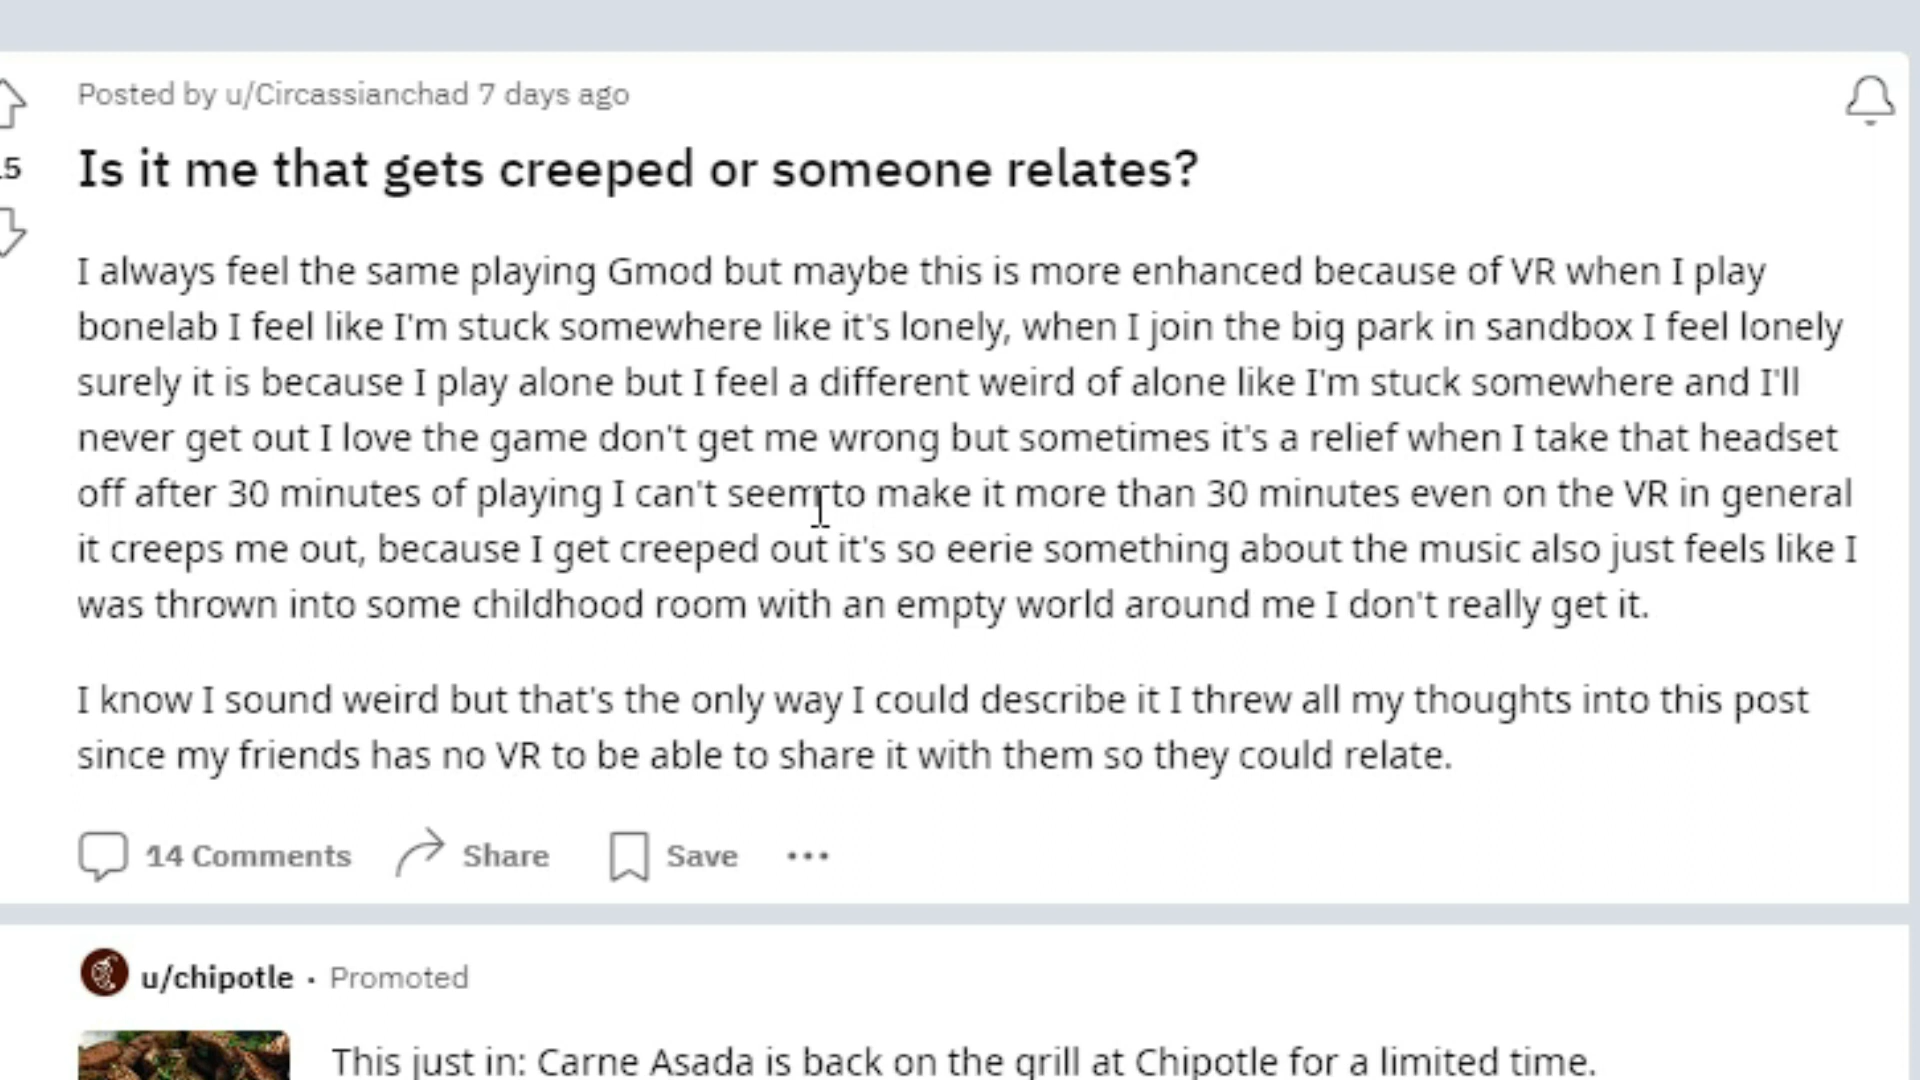 Posted by u/Circassianchad 7 days ago
Is it me that gets creeped or someone relates?
I always feel the same playing Gmod but maybe this is more enhanced because of VR when I play
bonelab I feel like I'm stuck somewhere like it's lonely, when I join the big park in sandbox I feel lonely
surely it is because I play alone but I feel a different weird of alone like I'm stuck somewhere and I'll
never get out I love the game don't get me wrong but sometimes it's a relief when I take that headset
off after 30 minutes of playing I can't seem to make it more than 30 minutes even on the VR in general
it creeps me out, because I get creeped out it's so eerie something about the music also just feels like I
was thrown into some childhood room with an empty world around me I don't really get it.
I know I sound weird but that's the only way I could describe it I threw all my thoughts into this post
since my friends has no VR to be able to share it with them so they could relate.
14 Comments Share Save
u/chipotle · Promoted
This just in: Carne Asada is back on the grill at Chipotle for a limited time.